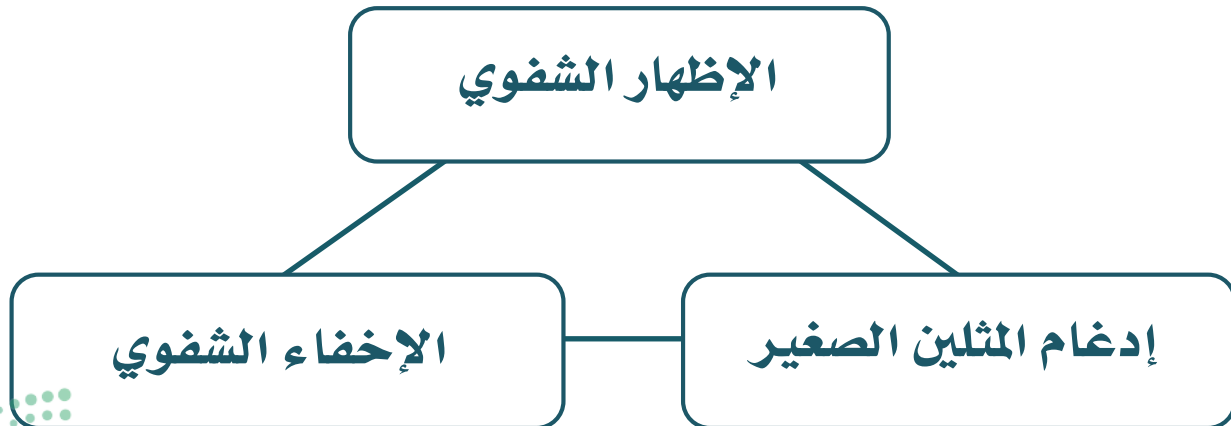 الإظهار الشفوي
إدغام المثلين الصغير
الإخفاء الشفوي